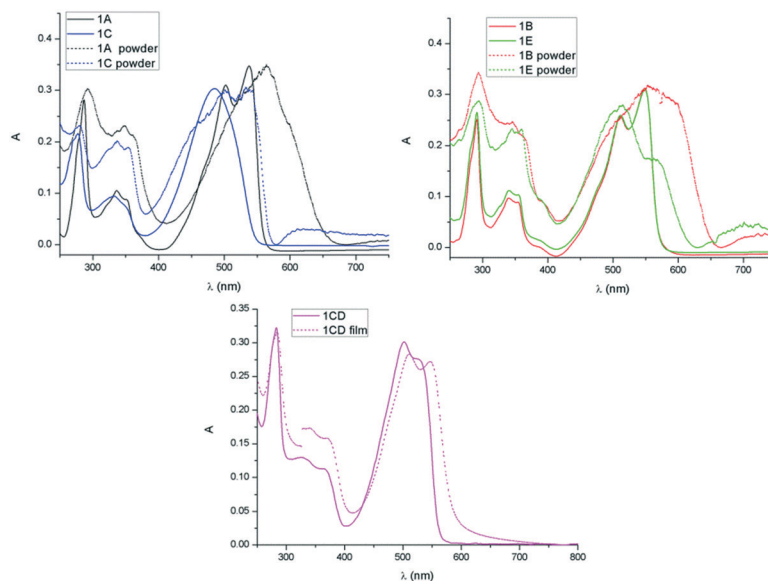 1A
1C
1A powder
1C powder
0.4
0.3
0.2
0.1
0.0
A
300 400 500 600 700
λ (nm)
1B
1E
1B powder
1E powder
0.4
0.3
0.2
0.1
0.0
A
300 400 500 600 700
λ (nm)
1CD
1CD film
0.35
0.30
0.25
0.20
0.15
0.10
0.05
0.00
A
300 400 500 600 700 800
λ (nm)